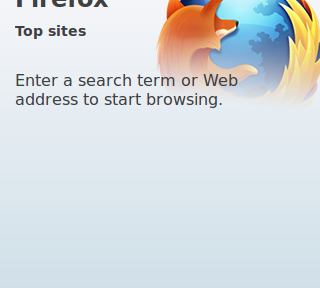 Firefox
Top sites
Enter a search term or Web
address to start browsing.